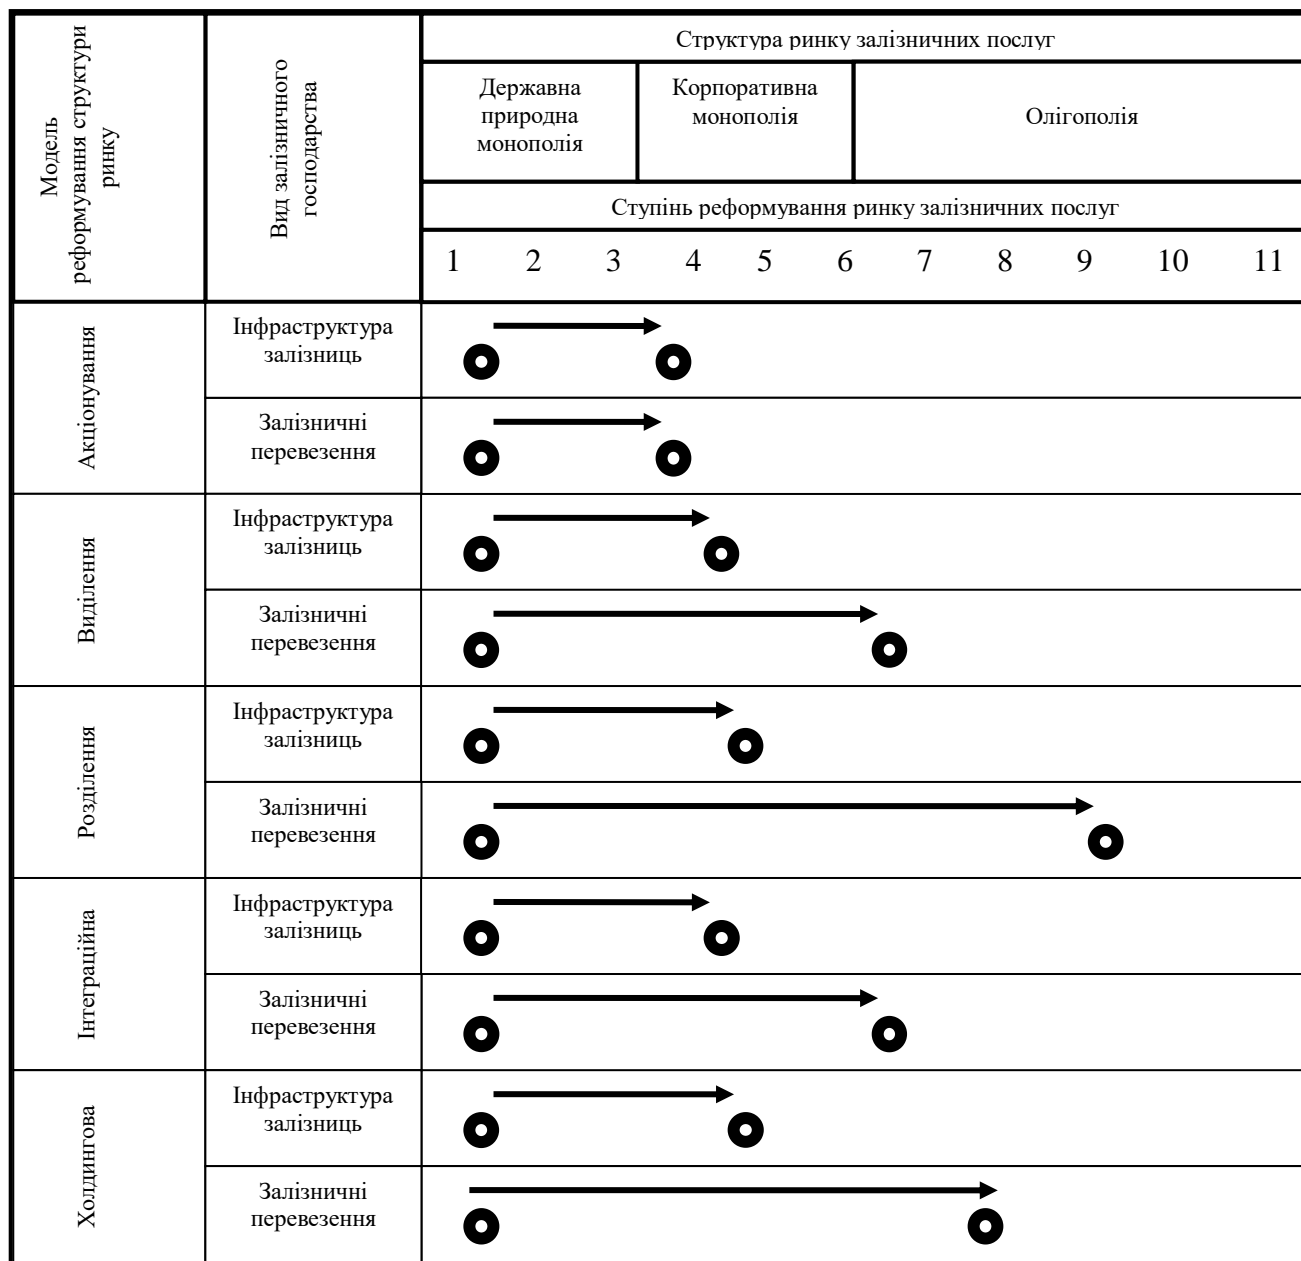 Модель
реформування структури
ринку
Вид залізничного
господарства
Структура ринку залізничних послуг
Державна
природна
монополія
Корпоративна
монополія
Олігополія
Ступінь реформування ринку залізничних послуг
1 2 3 4 5 6 7 8 9 10 11
Акціонування
Інфраструктура
залізниць
Залізничні
перевезення
Виділення
Інфраструктура
залізниць
Залізничні
перевезення
Розділення
Інфраструктура
залізниць
Залізничні
перевезення
Інтеграційна
Інфраструктура
залізниць
Залізничні
перевезення
Холдингова
Інфраструктура
залізниць
Залізничні
перевезення